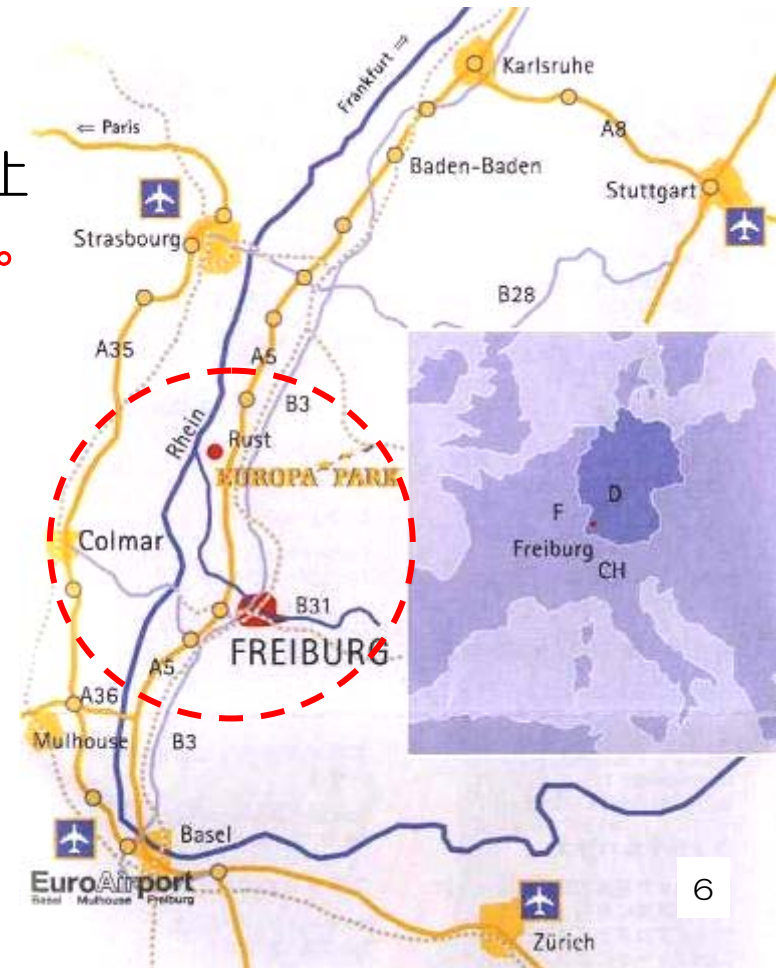 Frankfurt ⇒
Karlsruhe
⇐ Paris
A8
上
Baden-Baden
Stuttgart
Strasbourg
。
B28
A35
A5
B3
Rhein
Rust
EUROPA PARK
D
F
Colmar
Freiburg
CH
B31
FREIBURG
A5
A36
Mulhouse
B3
Basel
EuroAirport
Basel Mulhouse Freiburg
6
Zürich